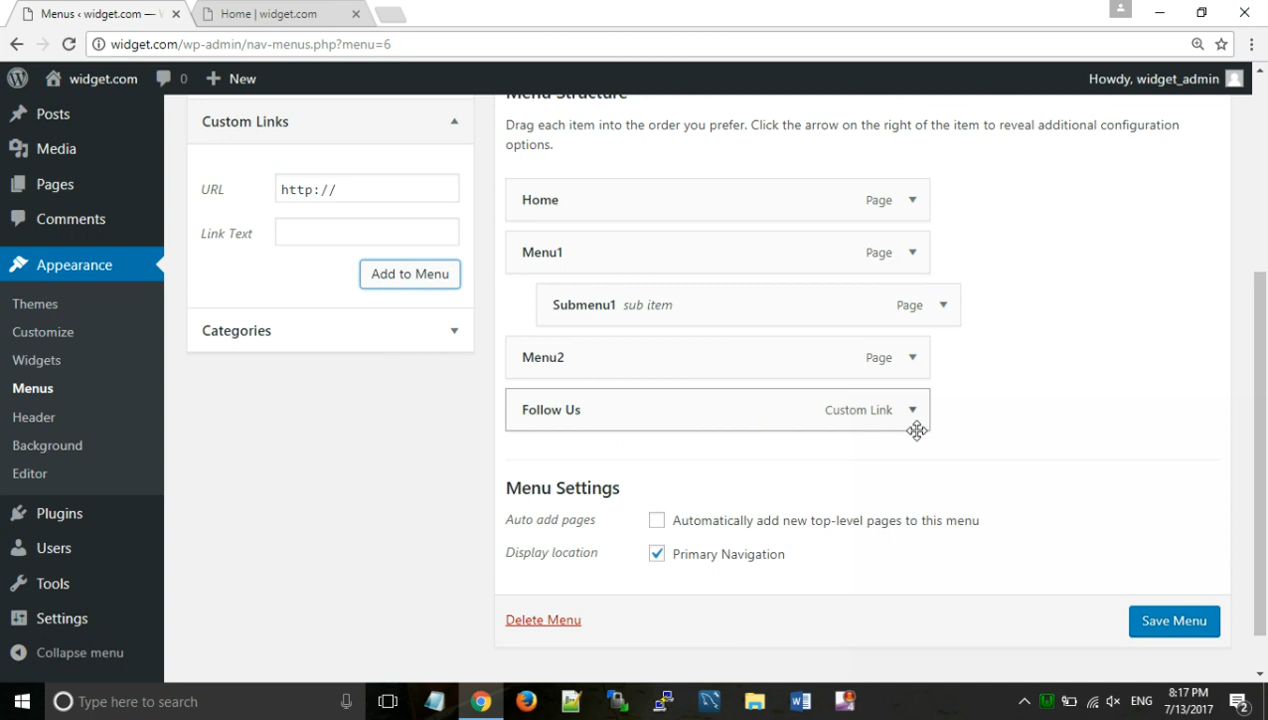 Menus ‹ widget.com — W
Home | widget.com
widget.com/wp-admin/nav-menus.php?menu=6
widget.com
0
New
Howdy, widget_admin
Posts
Media
Pages
Comments
Appearance
Themes
Customize
Widgets
Menus
Header
Background
Editor
Plugins
Users
Tools
Settings
Collapse menu
Custom Links
URL
http://
Link Text
Add to Menu
Categories
Menu Structure
Drag each item into the order you prefer. Click the arrow on the right of the item to reveal additional configuration
options.
Home Page
Menu1 Page
Submenu1 sub item Page
Menu2 Page
Follow Us Custom Link
Menu Settings
Auto add pages Automatically add new top-level pages to this menu
Display location Primary Navigation
Delete Menu
Save Menu
Type here to search
ENG
8:17 PM
7/13/2017
2